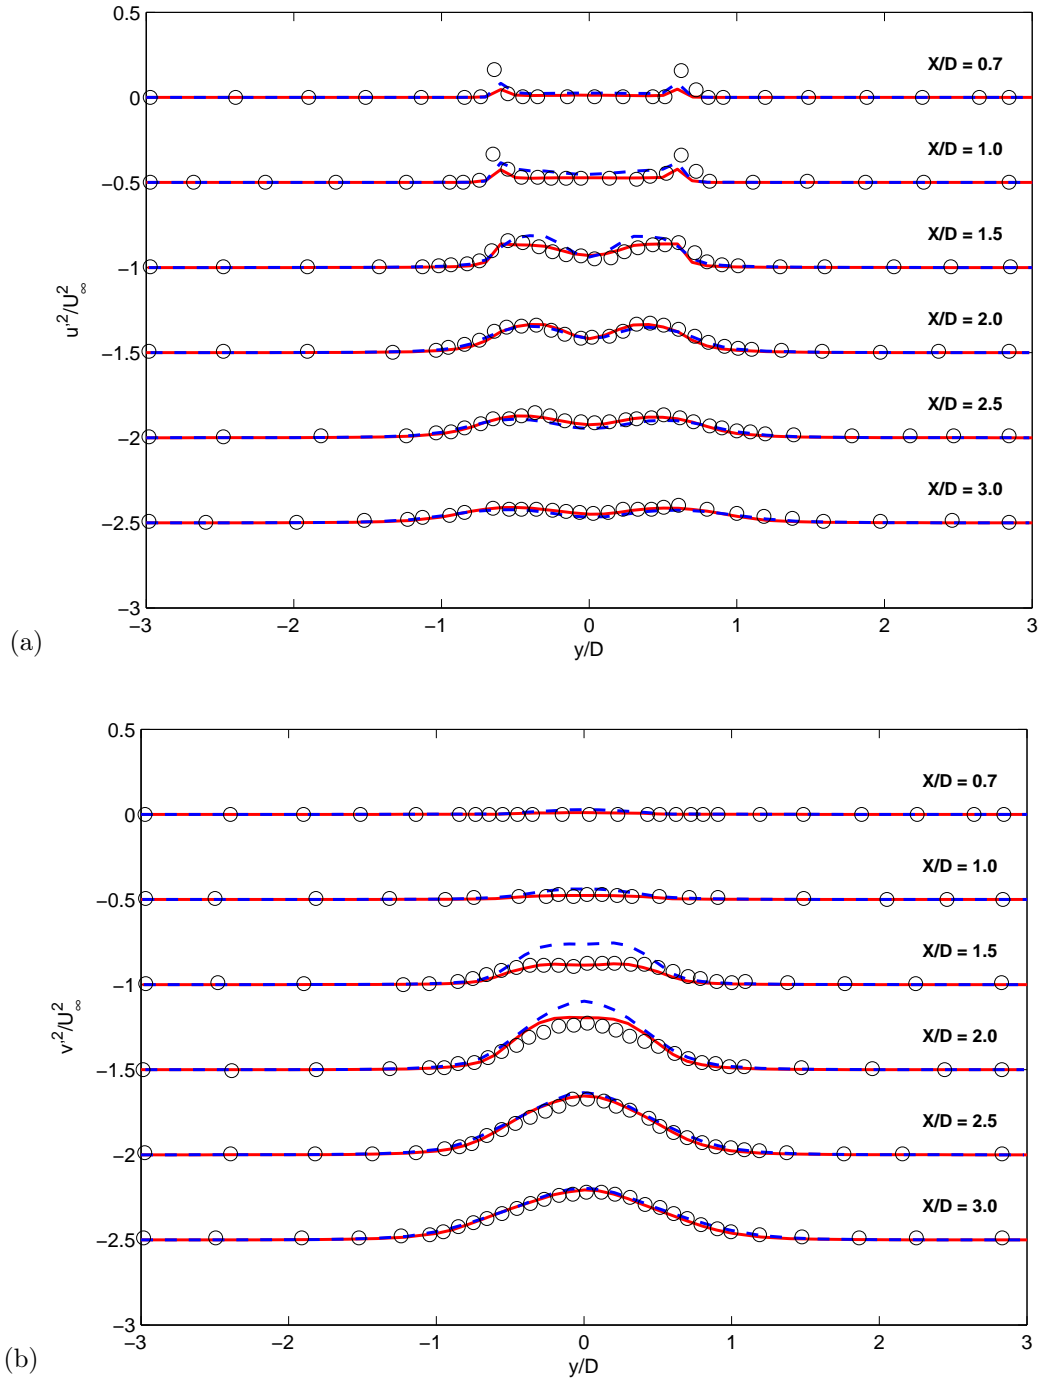 0.5
X/D = 0.7
0
X/D = 1.0
−0.5
X/D = 1.5
−1
u'²/U²∞
X/D = 2.0
−1.5
X/D = 2.5
−2
X/D = 3.0
−2.5
−3
−3 −2 −1 0 1 2 3
y/D
(a)
0.5
X/D = 0.7
0
X/D = 1.0
−0.5
X/D = 1.5
−1
v'²/U²∞
X/D = 2.0
−1.5
X/D = 2.5
−2
X/D = 3.0
−2.5
−3
−3 −2 −1 0 1 2 3
y/D
(b)